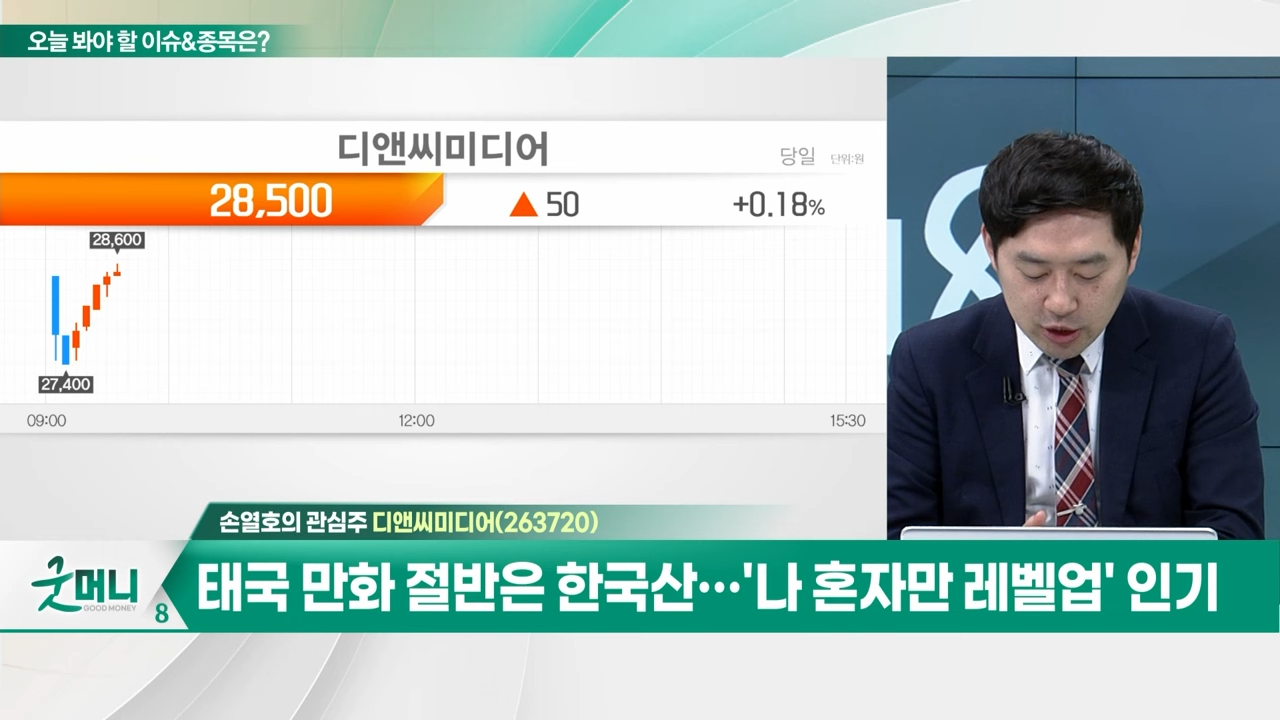 오늘 봐야 할 이슈&종목은?
디앤씨미디어
당일 단위:원
28,500 ▲ 50 +0.18%
28,600
27,400
09:00 12:00 15:30
손열호의 관심주 디앤씨미디어(263720)
굿머니
GOOD MONEY
8
태국 만화 절반은 한국산…'나 혼자만 레벨업' 인기